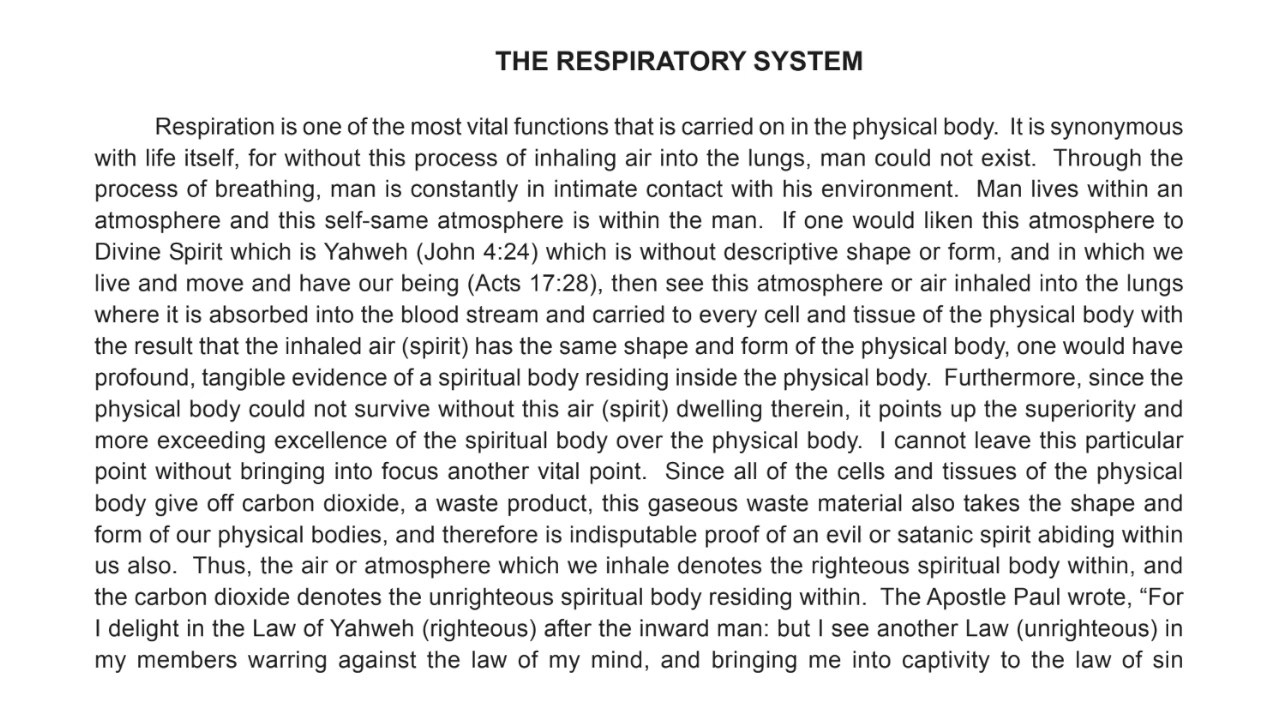 THE RESPIRATORY SYSTEM
Respiration is one of the most vital functions that is carried on in the physical body.  It is synonymous
with life itself, for without this process of inhaling air into the lungs, man could not exist.  Through the
process of breathing, man is constantly in intimate contact with his environment.  Man lives within an
atmosphere and this self-same atmosphere is within the man.  If one would liken this atmosphere to
Divine Spirit which is Yahweh (John 4:24) which is without descriptive shape or form, and in which we
live and move and have our being (Acts 17:28), then see this atmosphere or air inhaled into the lungs
where it is absorbed into the blood stream and carried to every cell and tissue of the physical body with
the result that the inhaled air (spirit) has the same shape and form of the physical body, one would have
profound, tangible evidence of a spiritual body residing inside the physical body.  Furthermore, since the
physical body could not survive without this air (spirit) dwelling therein, it points up the superiority and
more exceeding excellence of the spiritual body over the physical body.  I cannot leave this particular
point without bringing into focus another vital point.  Since all of the cells and tissues of the physical
body give off carbon dioxide, a waste product, this gaseous waste material also takes the shape and
form of our physical bodies, and therefore is indisputable proof of an evil or satanic spirit abiding within
us also.  Thus, the air or atmosphere which we inhale denotes the righteous spiritual body within, and
the carbon dioxide denotes the unrighteous spiritual body residing within.  The Apostle Paul wrote, “For
I delight in the Law of Yahweh (righteous) after the inward man: but I see another Law (unrighteous) in
my members warring against the law of my mind, and bringing me into captivity to the law of sin